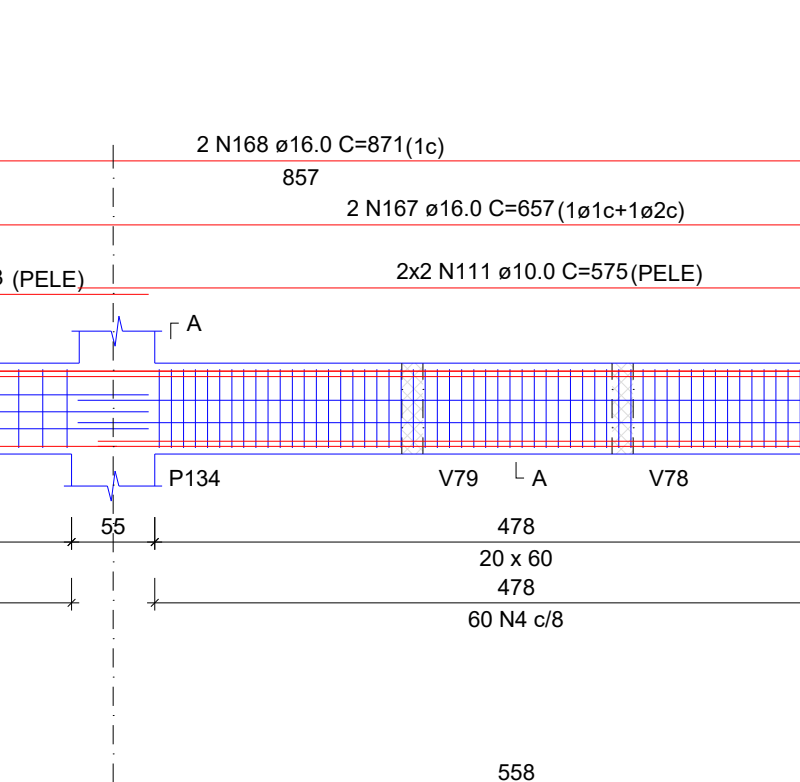 2 N168 ø16.0 C=871(1c)
857
2 N167 ø16.0 C=657(1ø1c+1ø2c)
(PELE)
2x2 N111 ø10.0 C=575(PELE)
A
P134
V79
A
V78
55
478
20 x 60
478
60 N4 c/8
558